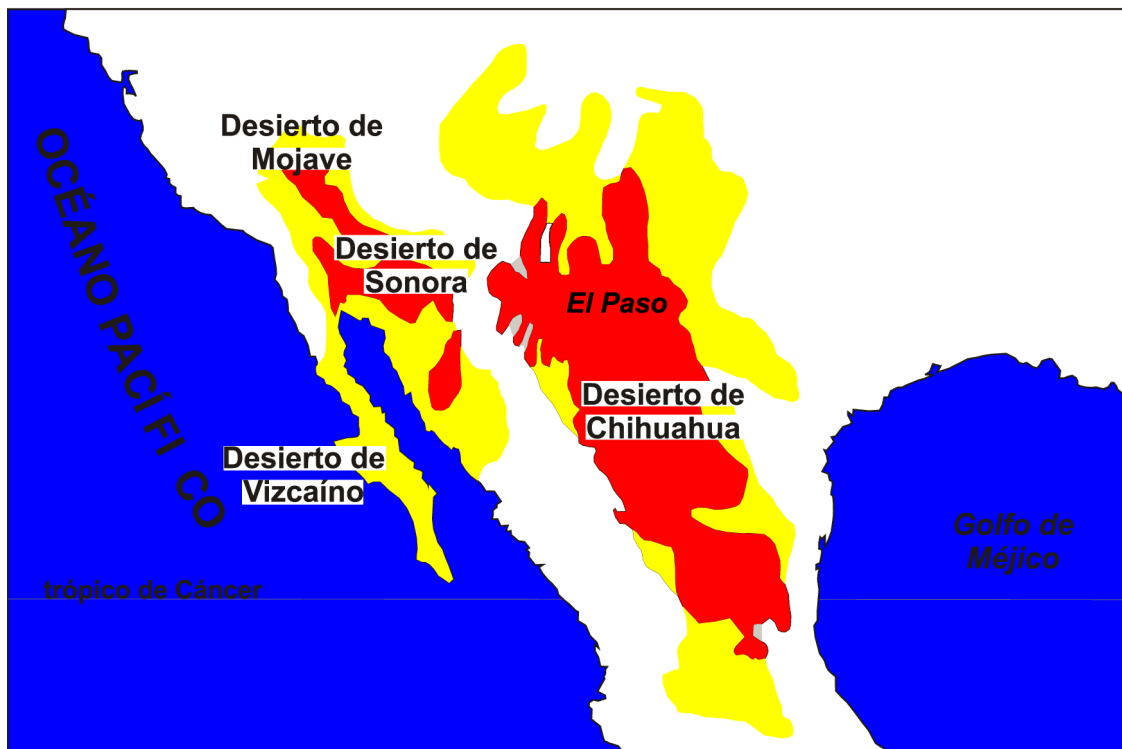 Desierto de
Mojave
OCÉANO PACÍFICO
Desierto de
Sonora
El Paso
Desierto de
Chihuahua
Desierto de
Vizcaíno
Golfo de
Méjico
trópico de Cáncer